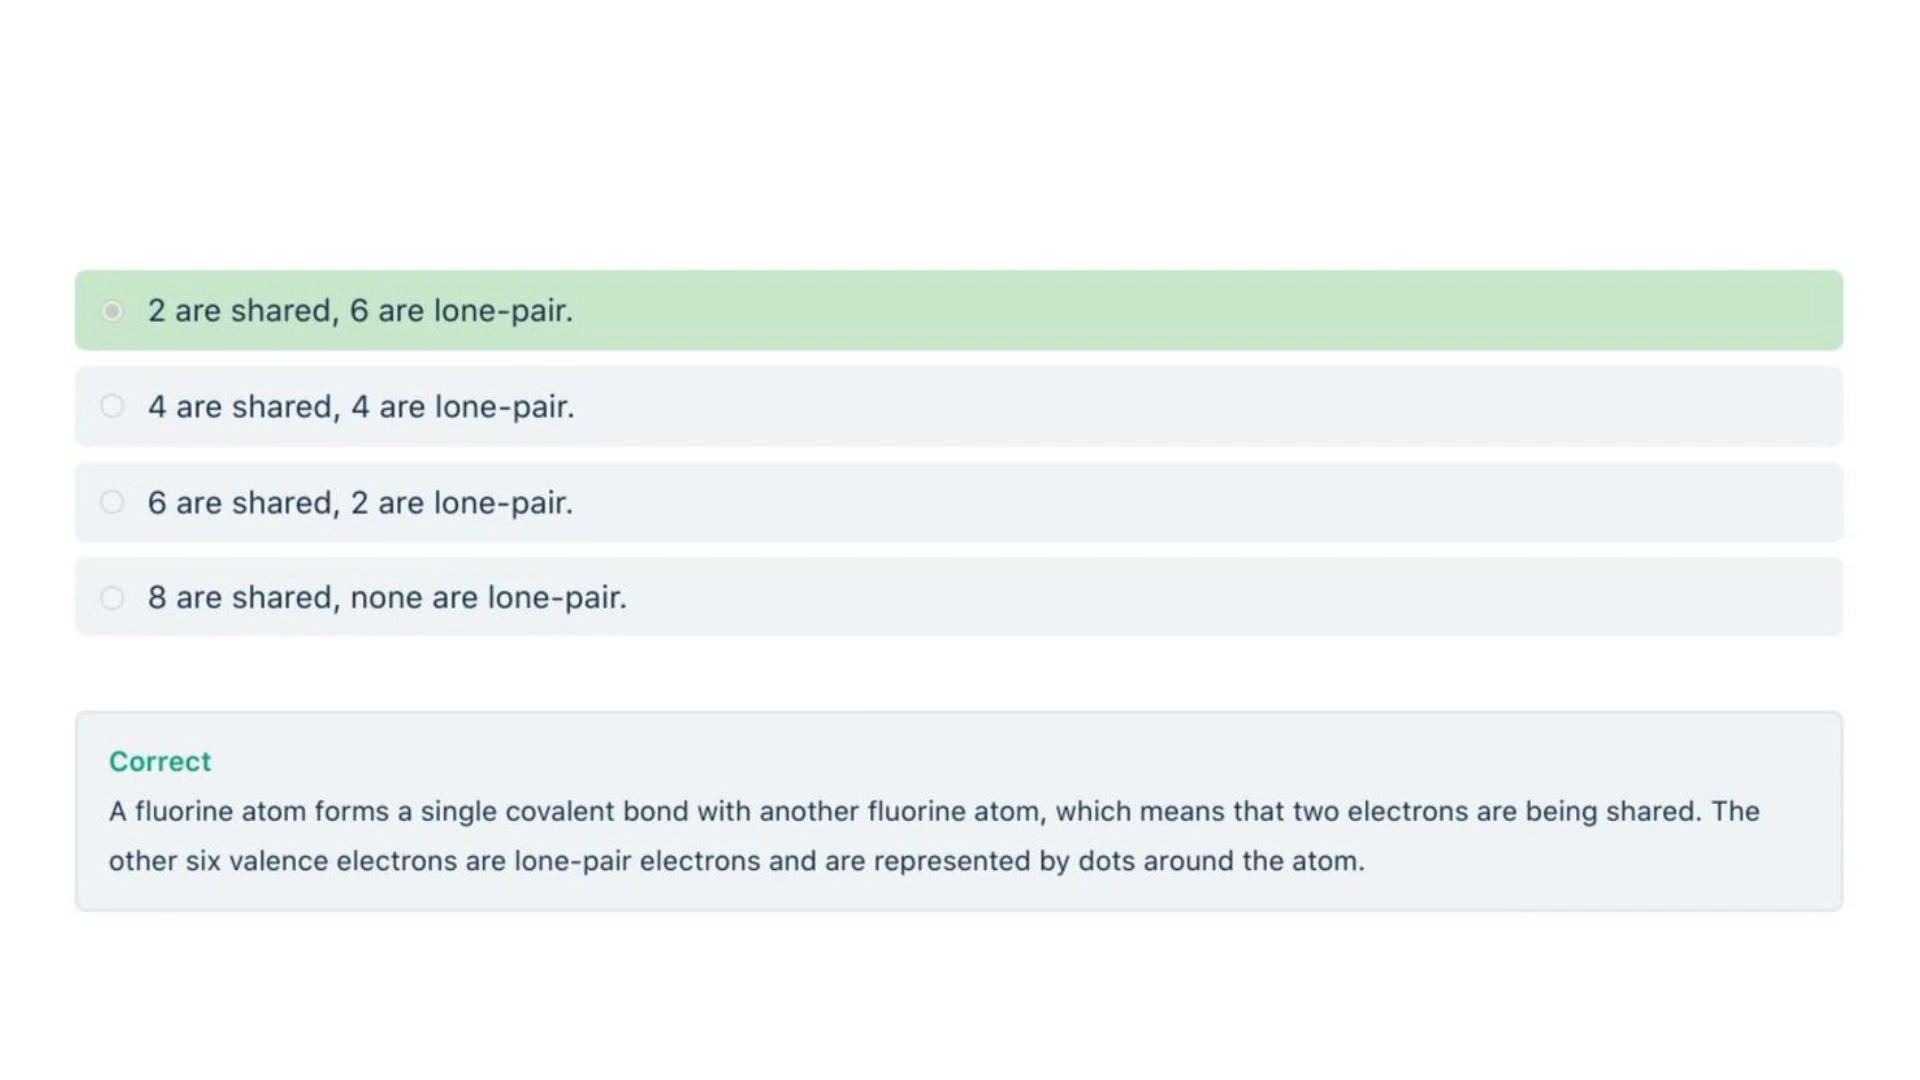 2 are shared, 6 are lone-pair.
4 are shared, 4 are lone-pair.
6 are shared, 2 are lone-pair.
8 are shared, none are lone-pair.
Correct
A fluorine atom forms a single covalent bond with another fluorine atom, which means that two electrons are being shared. The
other six valence electrons are lone-pair electrons and are represented by dots around the atom.